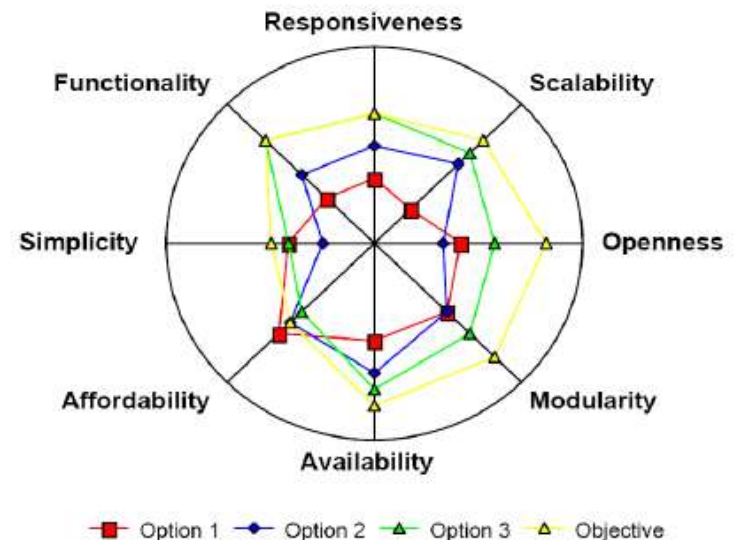 Responsiveness
Functionality
Scalability
Simplicity
Openness
Affordability
Modularity
Availability
Option 1
Option 2
Option 3
Objective